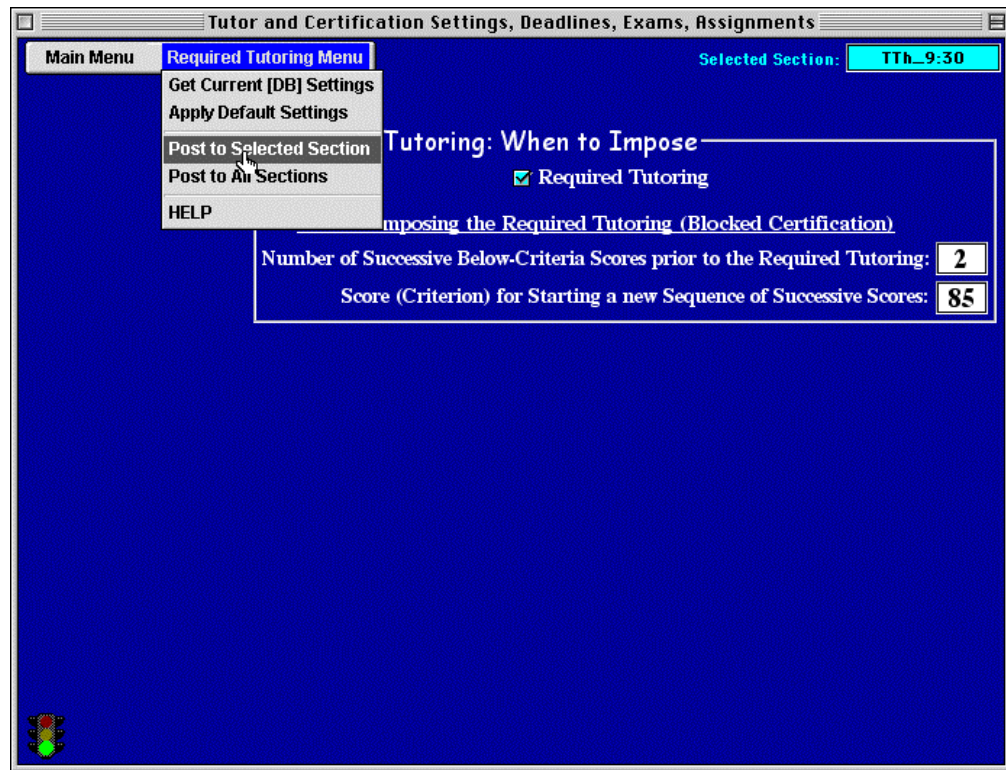 Tutor and Certification Settings, Deadlines, Exams, Assignments
Main Menu Required Tutoring Menu Selected Section: TTh_9:30
Get Current [DB] Settings
Apply Default Settings
Post to Selected Section
Post to All Sections
HELP
Tutoring: When to Impose
Required Tutoring
mposing the Required Tutoring (Blocked Certification)
Number of Successive Below-Criteria Scores prior to the Required Tutoring: 2
Score (Criterion) for Starting a new Sequence of Successive Scores: 85